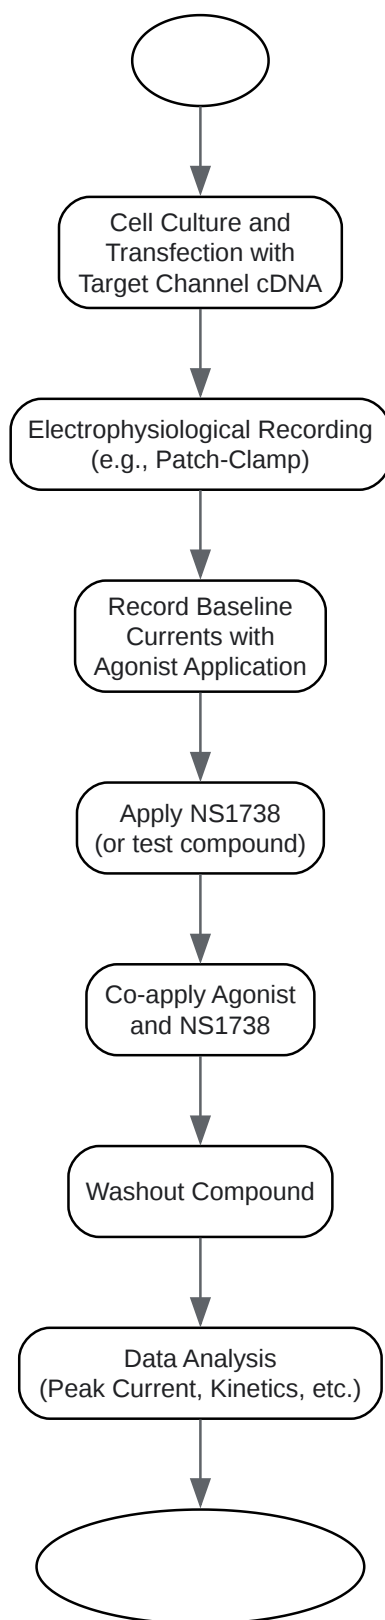 Cell Culture and
Transfection with
Target Channel cDNA
Electrophysiological Recording
(e.g., Patch-Clamp)
Record Baseline
Currents with
Agonist Application
Apply NS1738
(or test compound)
Co-apply Agonist
and NS1738
Washout Compound
Data Analysis
(Peak Current, Kinetics, etc.)